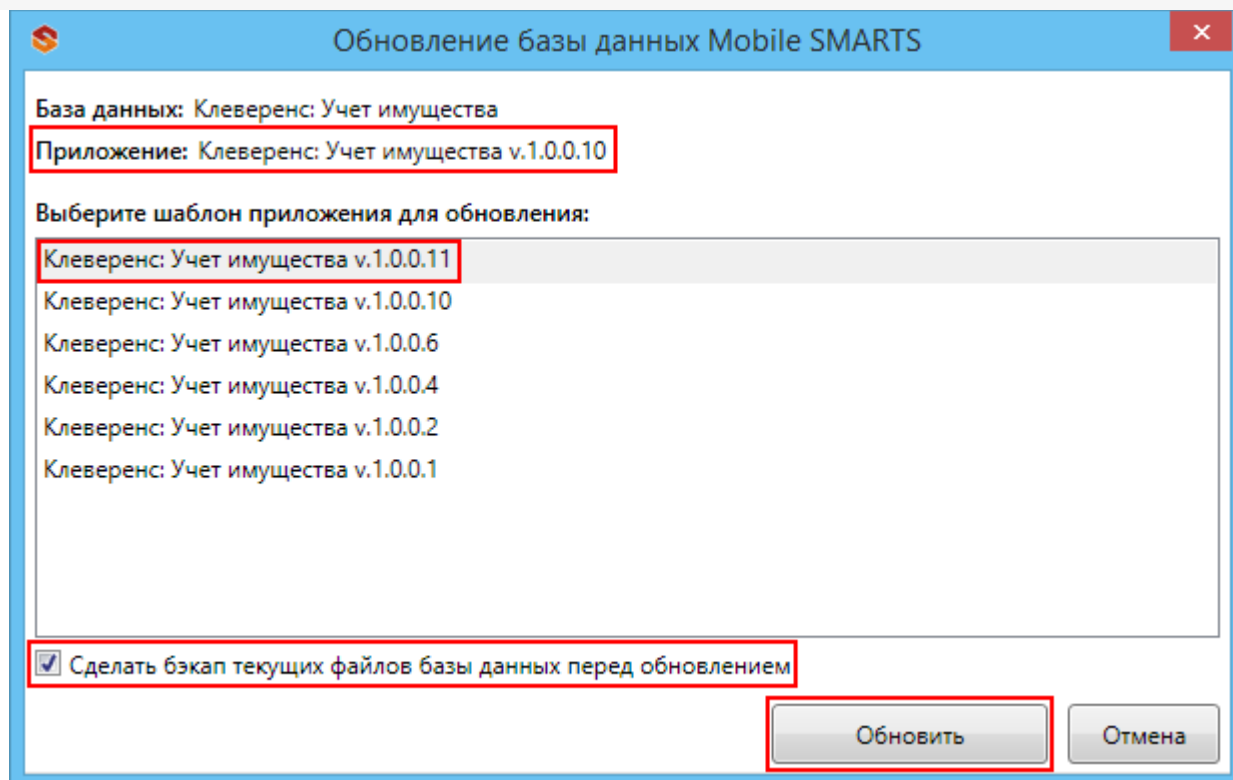 Обновление базы данных Mobile SMARTS
База данных: Клеверенс: Учет имущества
Приложение: Клеверенс: Учет имущества v.1.0.0.10
Выберите шаблон приложения для обновления:
Клеверенс: Учет имущества v.1.0.0.11
Клеверенс: Учет имущества v.1.0.0.10
Клеверенс: Учет имущества v.1.0.0.6
Клеверенс: Учет имущества v.1.0.0.4
Клеверенс: Учет имущества v.1.0.0.2
Клеверенс: Учет имущества v.1.0.0.1
Сделать бэкап текущих файлов базы данных перед обновлением
Обновить Отмена